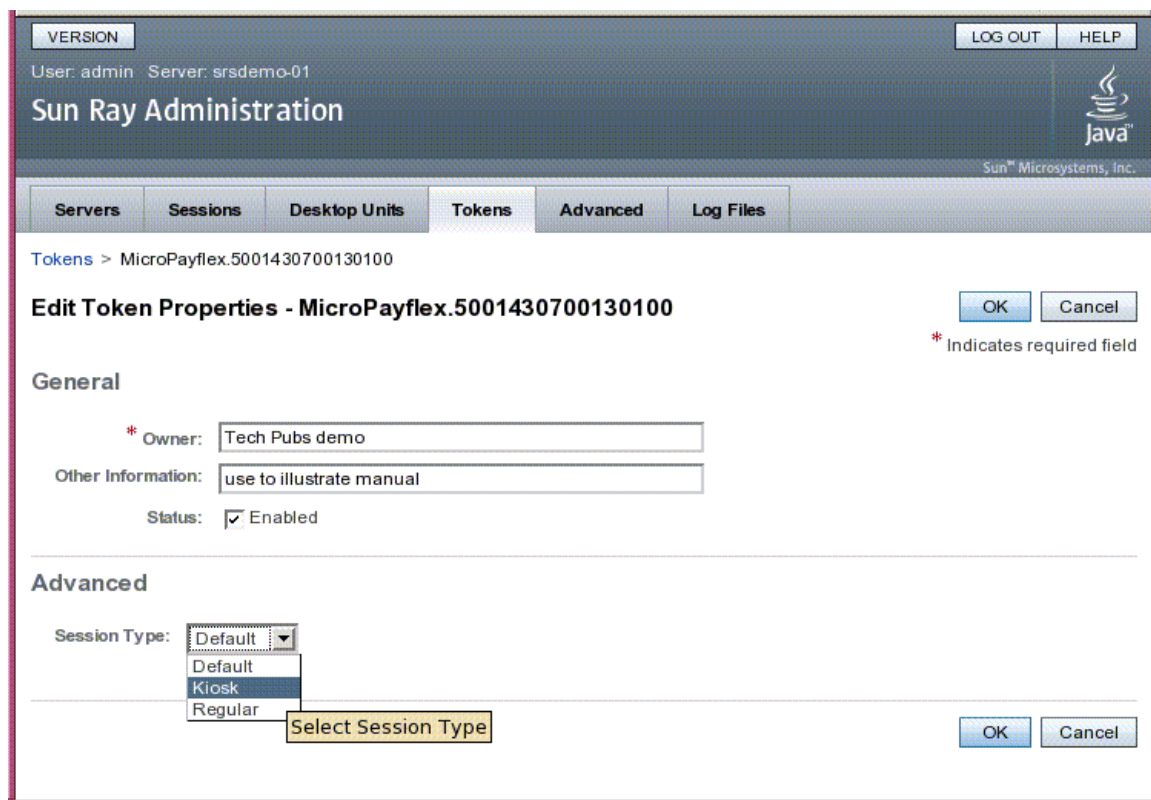 VERSION LOG OUT HELP
User: admin Server: srsdemo-01
Sun Ray Administration
Java™
Sun™ Microsystems, Inc.
Servers Sessions Desktop Units Tokens Advanced Log Files
Tokens > MicroPayflex.5001430700130100
Edit Token Properties - MicroPayflex.5001430700130100 OK Cancel
* Indicates required field
General
* Owner: Tech Pubs demo
Other Information: use to illustrate manual
Status: Enabled
Advanced
Session Type: Default
Default
Kiosk
Regular
Select Session Type
OK Cancel